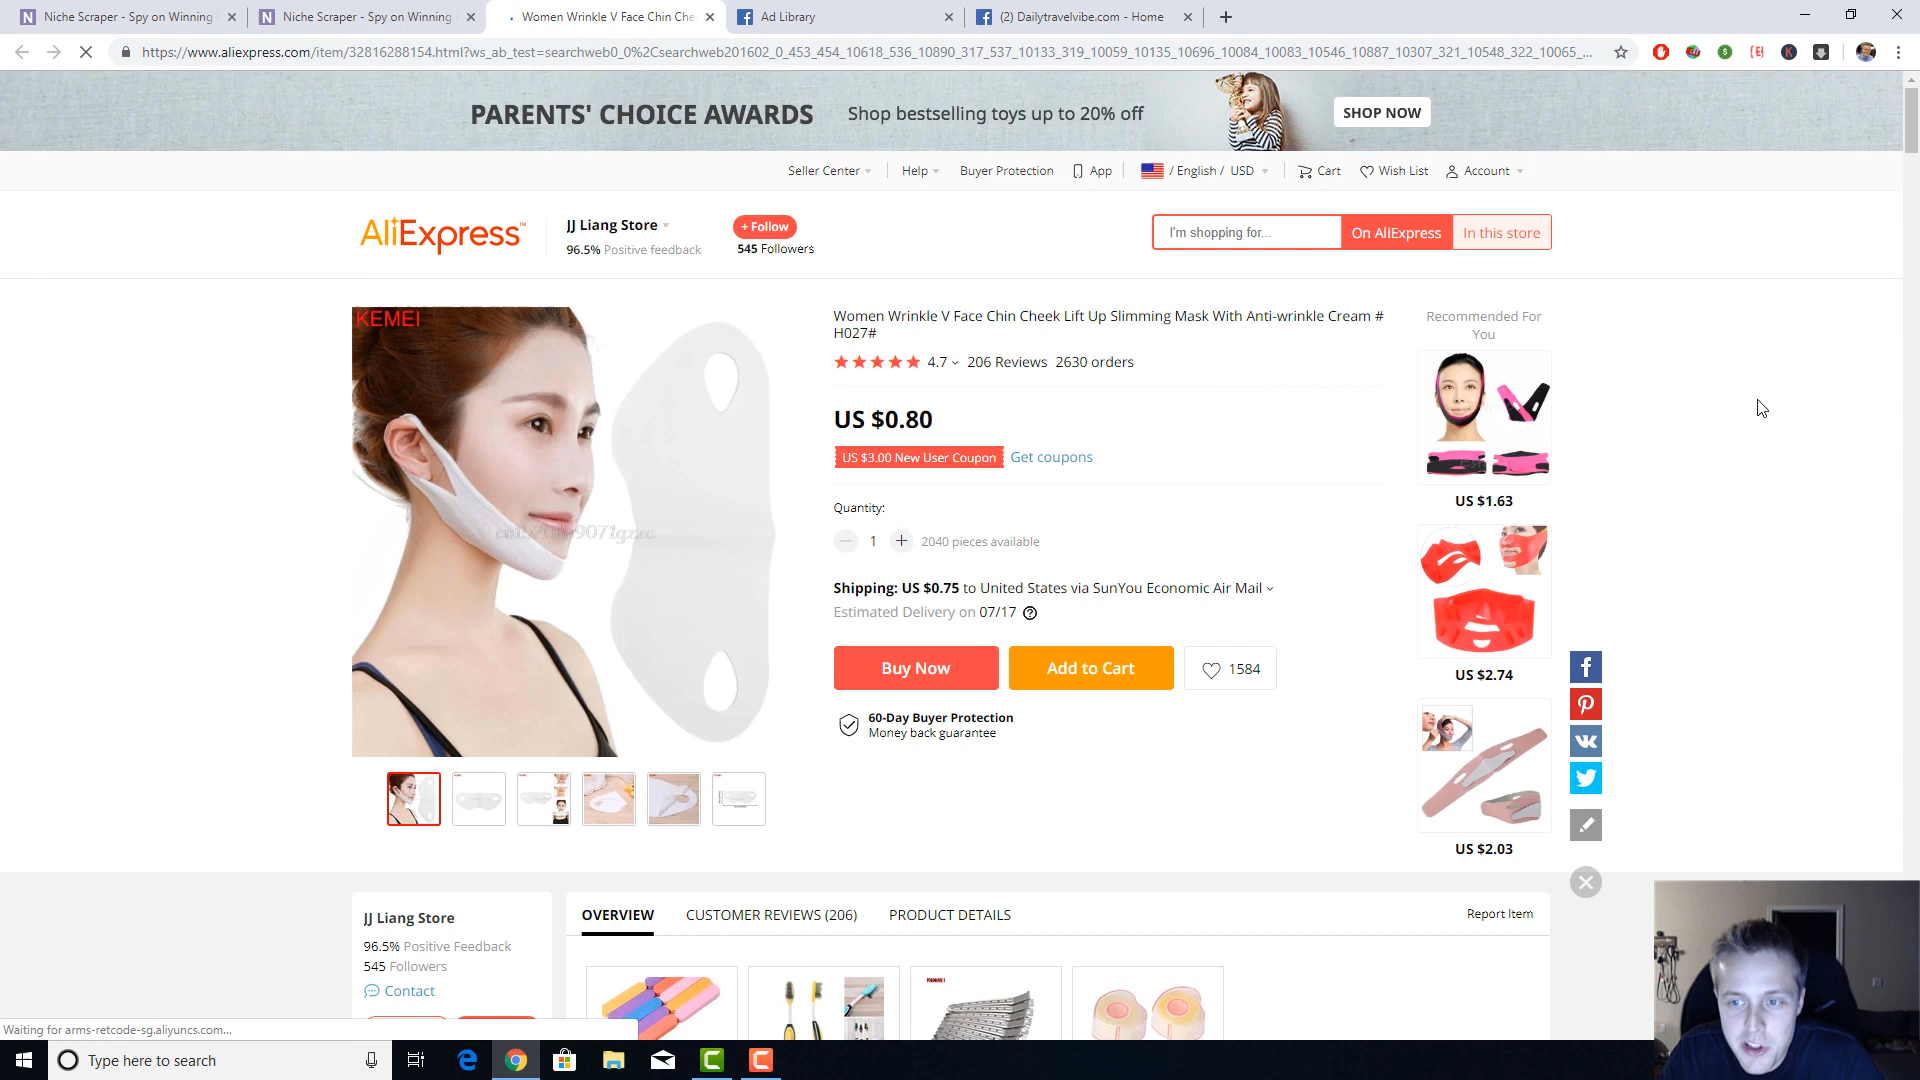 Niche Scraper - Spy on Winning
Niche Scraper - Spy on Winning
Women Wrinkle V Face Chin Che
Ad Library
(2) Dailytravelvibe.com - Home
https://www.aliexpress.com/item/32816288154.html?ws_ab_test=searchweb0_0%2Csearchweb201602_0_453_454_10618_536_10890_317_537_10133_319_10059_10135_10696_10084_10083_10546_10887_10307_321_10548_322_10065_...
PARENTS' CHOICE AWARDS
Shop bestselling toys up to 20% off
SHOP NOW
Seller Center
Help
Buyer Protection
App
/ English / USD
Cart
Wish List
Account
AliExpress™
JJ Liang Store
96.5% Positive feedback
+ Follow
545 Followers
I'm shopping for...
On AliExpress
In this store
KEMEI
Women Wrinkle V Face Chin Cheek Lift Up Slimming Mask With Anti-wrinkle Cream #
H027#
4.7
206 Reviews
2630 orders
US $0.80
US $3.00 New User Coupon
Get coupons
Quantity:
1
2040 pieces available
Shipping: US $0.75 to United States via SunYou Economic Air Mail
Estimated Delivery on 07/17
Buy Now
Add to Cart
1584
60-Day Buyer Protection
Money back guarantee
Recommended For
You
US $1.63
US $2.74
US $2.03
JJ Liang Store
96.5% Positive Feedback
545 Followers
Contact
OVERVIEW
CUSTOMER REVIEWS (206)
PRODUCT DETAILS
Report Item
Waiting for arms-retcode-sg.aliyuncs.com...
Type here to search